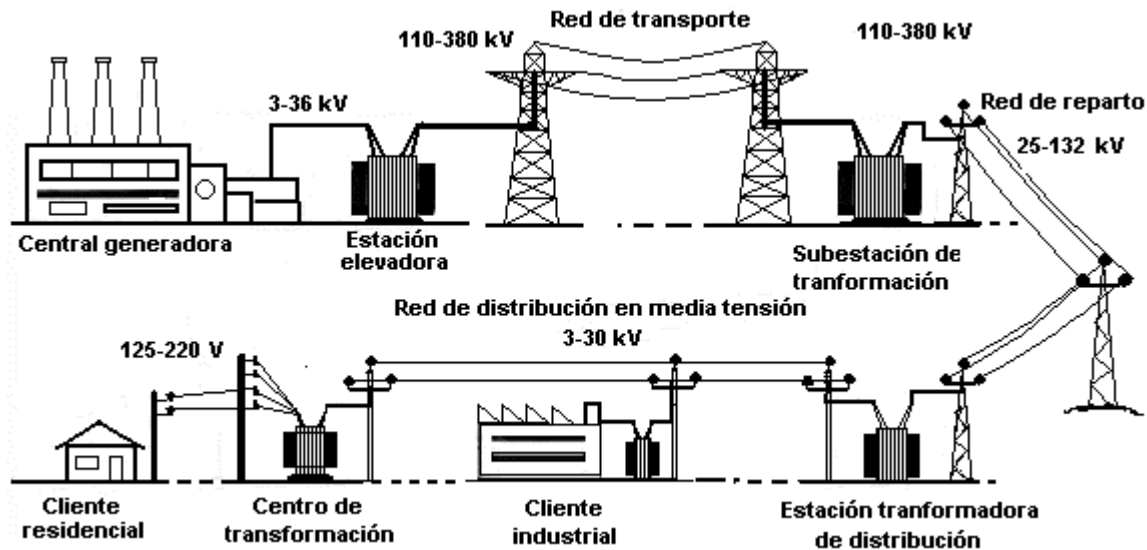 Red de transporte
110-380 kV
110-380 kV
3-36 kV
Red de reparto
25-132 kV
Central generadora
Estación
elevadora
Subestación de
tranformación
Red de distribución en media tensión
3-30 kV
125-220 V
Cliente
residencial
Centro de
transformación
Cliente
industrial
Estación tranformadora
de distribución